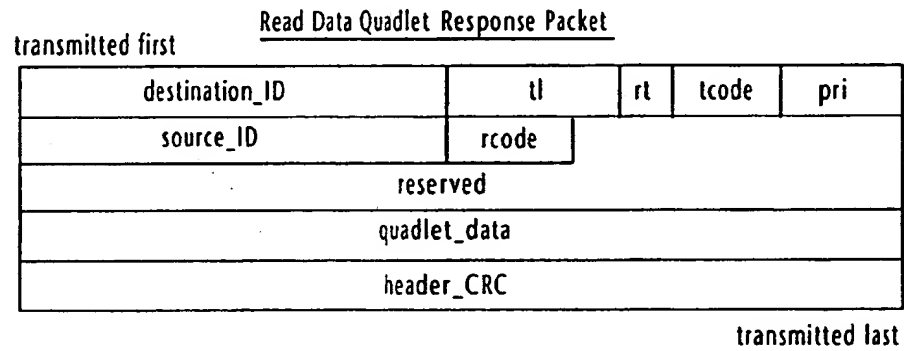 Read Data Quadlet Response Packet
transmitted first
destination_ID tl rt tcode pri
source_ID rcode
reserved
quadlet_data
header_CRC
transmitted last